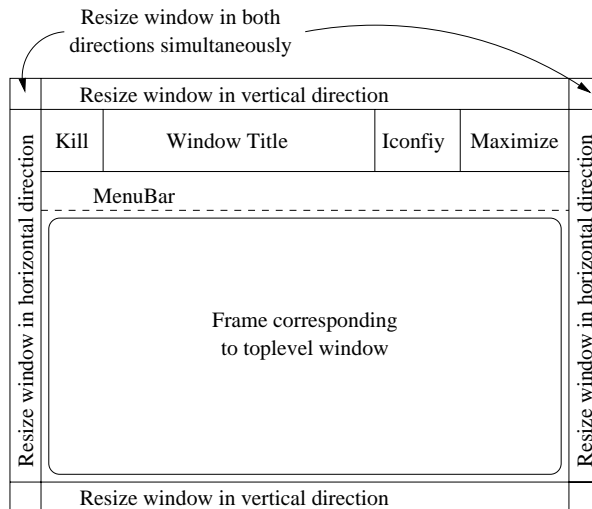 Resize window in both
directions simultaneously
Resize window in vertical direction
Kill
Window Title
Iconfiy
Maximize
MenuBar
Resize window in horizontal direction
Frame corresponding
to toplevel window
Resize window in horizontal direction
Resize window in vertical direction